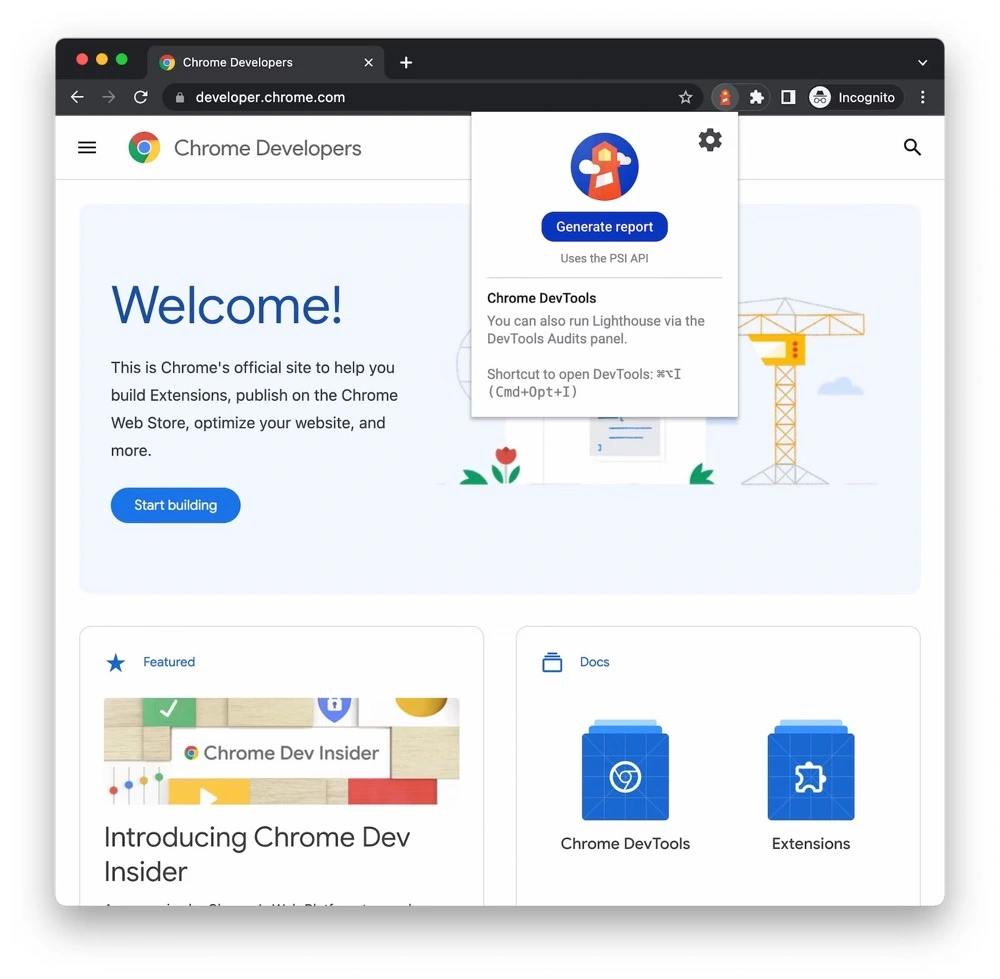 Chrome Developers
developer.chrome.com
Incognito
Chrome Developers
Generate report
Uses the PSI API
Chrome DevTools
You can also run Lighthouse via the
DevTools Audits panel.
Shortcut to open DevTools: ⌘⌥I
(Cmd+Opt+I)
Welcome!
This is Chrome's official site to help you
build Extensions, publish on the Chrome
Web Store, optimize your website, and
more.
Start building
Featured
Chrome Dev Insider
Introducing Chrome Dev
Insider
Docs
Chrome DevTools
Extensions